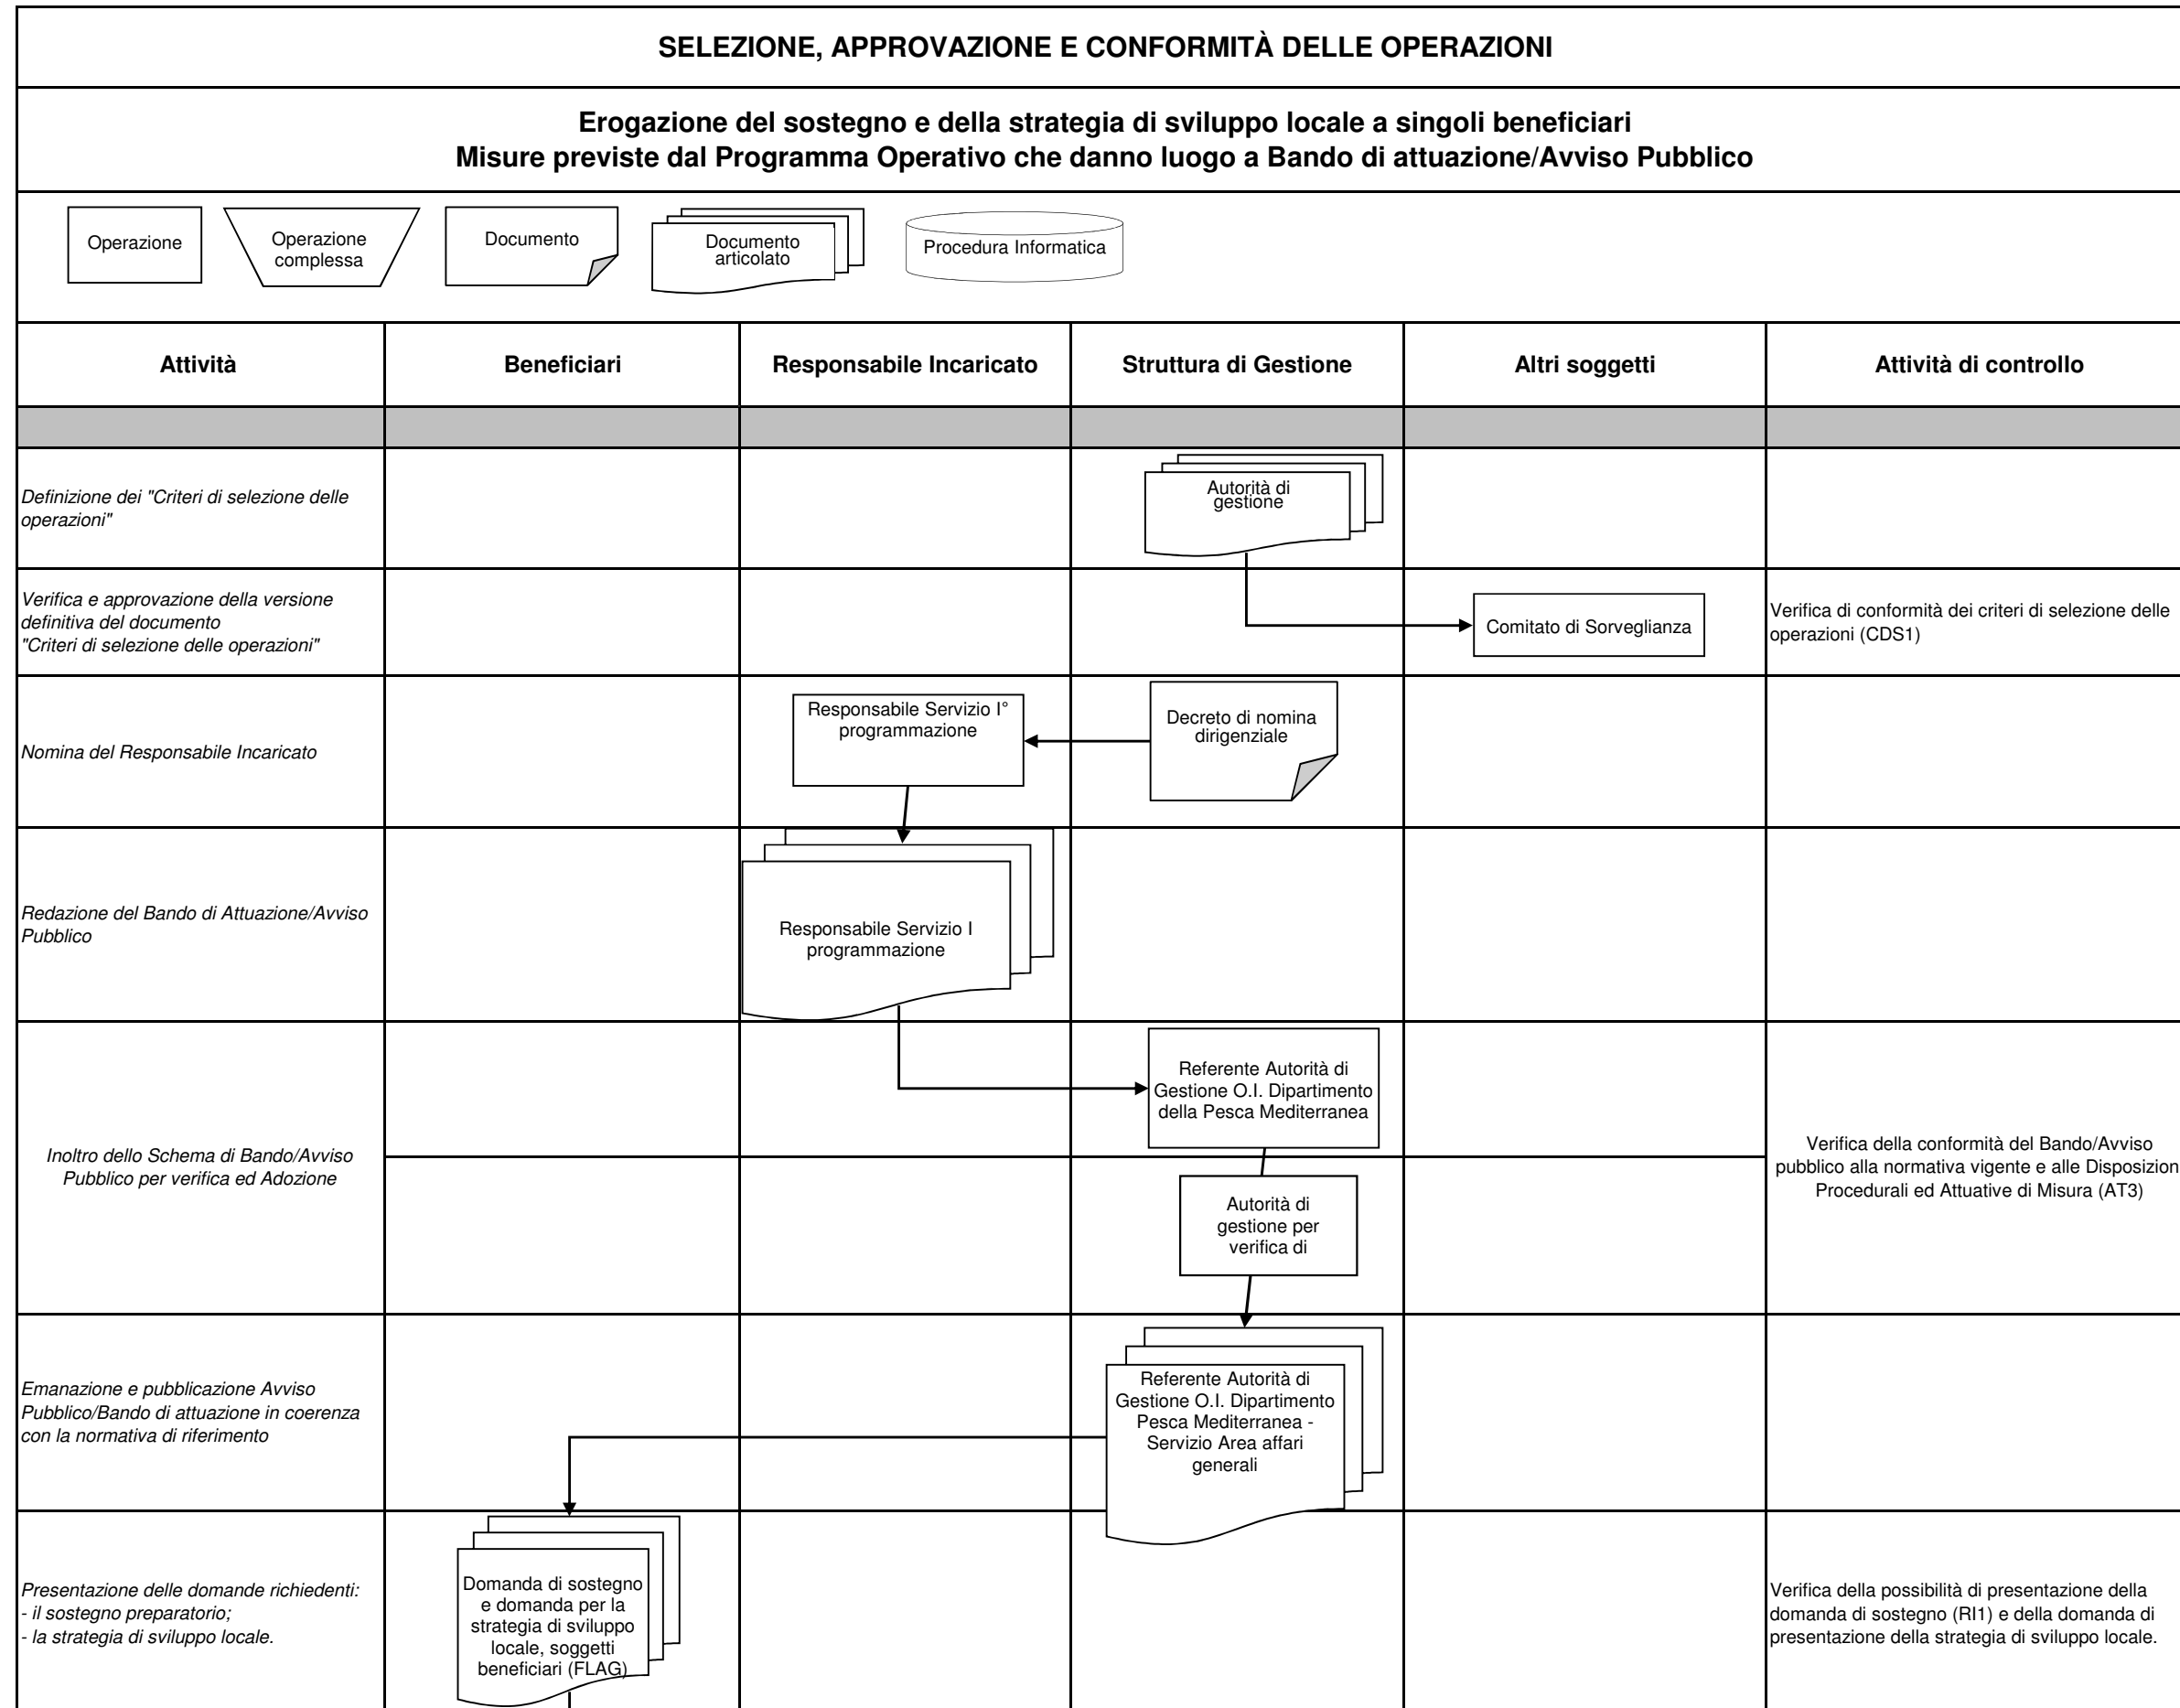 SELEZIONE, APPROVAZIONE E CONFORMITÀ DELLE OPERAZIONI
Erogazione del sostegno e della strategia di sviluppo locale a singoli beneficiari
Misure previste dal Programma Operativo che danno luogo a Bando di attuazione/Avviso Pubblico
Operazione
Operazione
complessa
Documento
Documento
articolato
Procedura Informatica
Attività
Beneficiari
Responsabile Incaricato
Struttura di Gestione
Altri soggetti
Attività di controllo
Definizione dei "Criteri di selezione delle
operazioni"
Autorità di
gestione
Verifica e approvazione della versione
definitiva del documento
"Criteri di selezione delle operazioni"
Comitato di Sorveglianza
Verifica di conformità dei criteri di selezione delle
operazioni (CDS1)
Nomina del Responsabile Incaricato
Responsabile Servizio I°
programmazione
Decreto di nomina
dirigenziale
Redazione del Bando di Attuazione/Avviso
Pubblico
Responsabile Servizio I
programmazione
Inoltro dello Schema di Bando/Avviso
Pubblico per verifica ed Adozione
Referente Autorità di
Gestione O.I. Dipartimento
della Pesca Mediterranea
Autorità di
gestione per
verifica di
Verifica della conformità del Bando/Avviso
pubblico alla normativa vigente e alle Disposizion
Procedurali ed Attuative di Misura (AT3)
Emanazione e pubblicazione Avviso
Pubblico/Bando di attuazione in coerenza
con la normativa di riferimento
Referente Autorità di
Gestione O.I. Dipartimento
Pesca Mediterranea -
Servizio Area affari
generali
Presentazione delle domande richiedenti:
- il sostegno preparatorio;
- la strategia di sviluppo locale.
Domanda di sostegno
e domanda per la
strategia di sviluppo
locale, soggetti
beneficiari (FLAG)
Verifica della possibilità di presentazione della
domanda di sostegno (RI1) e della domanda di
presentazione della strategia di sviluppo locale.